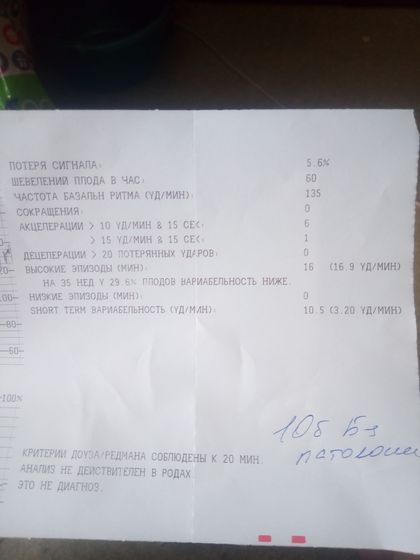 ПОТЕРЯ СИГНАЛА: 5.6%
ШЕВЕЛЕНИЙ ПЛОДА В ЧАС: 60
ЧАСТОТА БАЗАЛЬН РИТМА (УД/МИН): 135
СОКРАЩЕНИЯ: 0
АКЦЕЛЕРАЦИИ > 10 УД/МИН & 15 СЕК: 6
> 15 УД/МИН & 15 СЕК: 1
ДЕЦЕЛЕРАЦИИ > 20 ПОТЕРЯННЫХ УДАРОВ: 0
ВЫСОКИЕ ЭПИЗОДЫ (МИН): 16 (16.9 УД/МИН)
НА 35 НЕД У 29.6% ПЛОДОВ ВАРИАБЕЛЬНОСТЬ НИЖЕ.
НИЗКИЕ ЭПИЗОДЫ (МИН): 0
SHORT TERM ВАРИАБЕЛЬНОСТЬ (УД/МИН): 10.5 (3.20 УД/МИН)
80
60
100%
10б Без
патологии
КРИТЕРИИ ДОУЗА/РЕДМАНА СОБЛЮДЕНЫ К 20 МИН.
АНАЛИЗ НЕ ДЕЙСТВИТЕЛЕН В РОДАХ.
ЭТО НЕ ДИАГНОЗ.